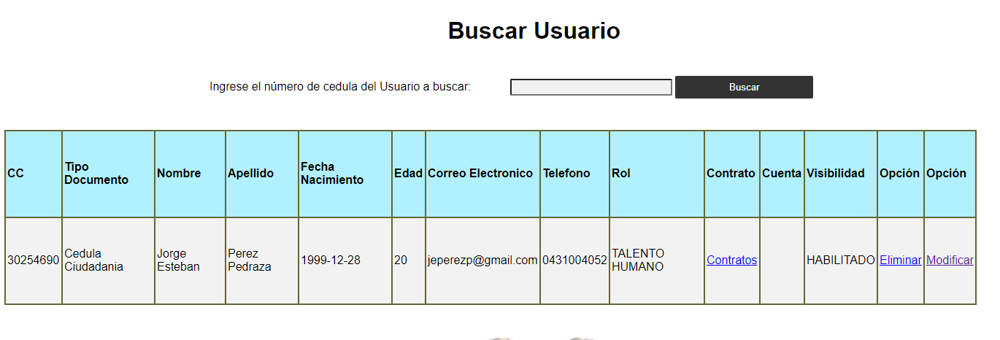 Buscar Usuario
Ingrese el número de cedula del Usuario a buscar: Buscar
CC Tipo Documento Nombre Apellido Fecha Nacimiento Edad Correo Electronico Telefono Rol Contrato Cuenta Visibilidad Opción Opción
30254690 Cedula Ciudadania Jorge Esteban Perez Pedraza 1999-12-28 20 jeperezp@gmail.com 0431004052 TALENTO HUMANO Contratos HABILITADO Eliminar Modificar